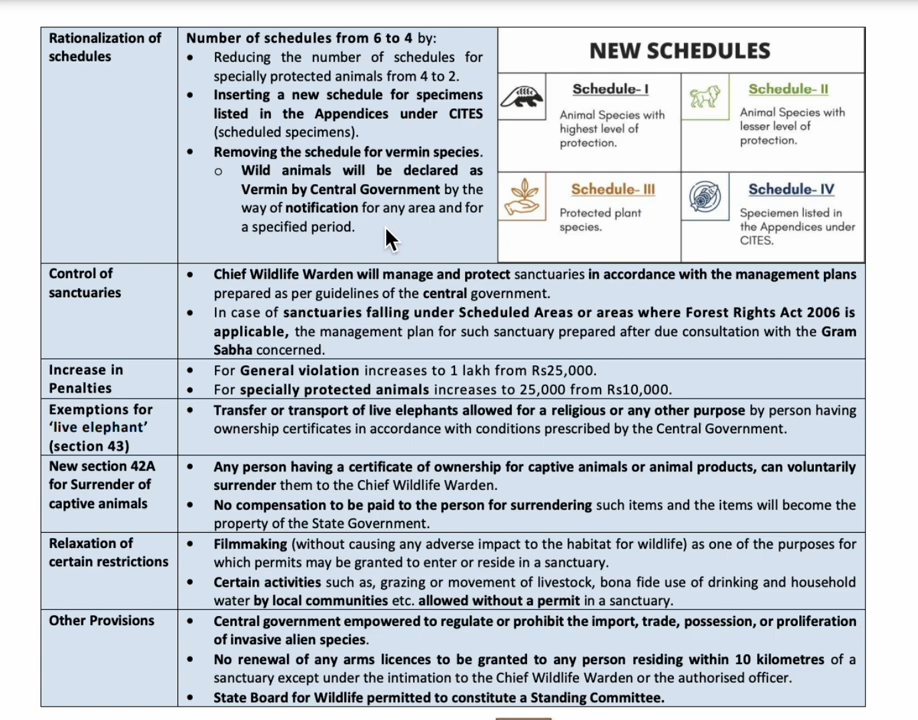 Rationalization of
schedules
Number of schedules from 6 to 4 by:
• Reducing the number of schedules for
specially protected animals from 4 to 2.
• Inserting a new schedule for specimens
listed in the Appendices under CITES
(scheduled specimens).
• Removing the schedule for vermin species.
o Wild animals will be declared as
Vermin by Central Government by the
way of notification for any area and for
a specified period.
NEW SCHEDULES
Schedule- I
Animal Species with
highest level of
protection.
Schedule- II
Animal Species with
lesser level of
protection.
Schedule- III
Protected plant
species.
Schedule- IV
Speciemen listed in
the Appendices under
CITES.
Control of
sanctuaries
• Chief Wildlife Warden will manage and protect sanctuaries in accordance with the management plans
prepared as per guidelines of the central government.
• In case of sanctuaries falling under Scheduled Areas or areas where Forest Rights Act 2006 is
applicable, the management plan for such sanctuary prepared after due consultation with the Gram
Sabha concerned.
Increase in
Penalties
• For General violation increases to 1 lakh from Rs25,000.
• For specially protected animals increases to 25,000 from Rs10,000.
Exemptions for
‘live elephant’
(section 43)
• Transfer or transport of live elephants allowed for a religious or any other purpose by person having
ownership certificates in accordance with conditions prescribed by the Central Government.
New section 42A
for Surrender of
captive animals
• Any person having a certificate of ownership for captive animals or animal products, can voluntarily
surrender them to the Chief Wildlife Warden.
• No compensation to be paid to the person for surrendering such items and the items will become the
property of the State Government.
Relaxation of
certain restrictions
• Filmmaking (without causing any adverse impact to the habitat for wildlife) as one of the purposes for
which permits may be granted to enter or reside in a sanctuary.
• Certain activities such as, grazing or movement of livestock, bona fide use of drinking and household
water by local communities etc. allowed without a permit in a sanctuary.
Other Provisions
• Central government empowered to regulate or prohibit the import, trade, possession, or proliferation
of invasive alien species.
• No renewal of any arms licences to be granted to any person residing within 10 kilometres of a
sanctuary except under the intimation to the Chief Wildlife Warden or the authorised officer.
• State Board for Wildlife permitted to constitute a Standing Committee.